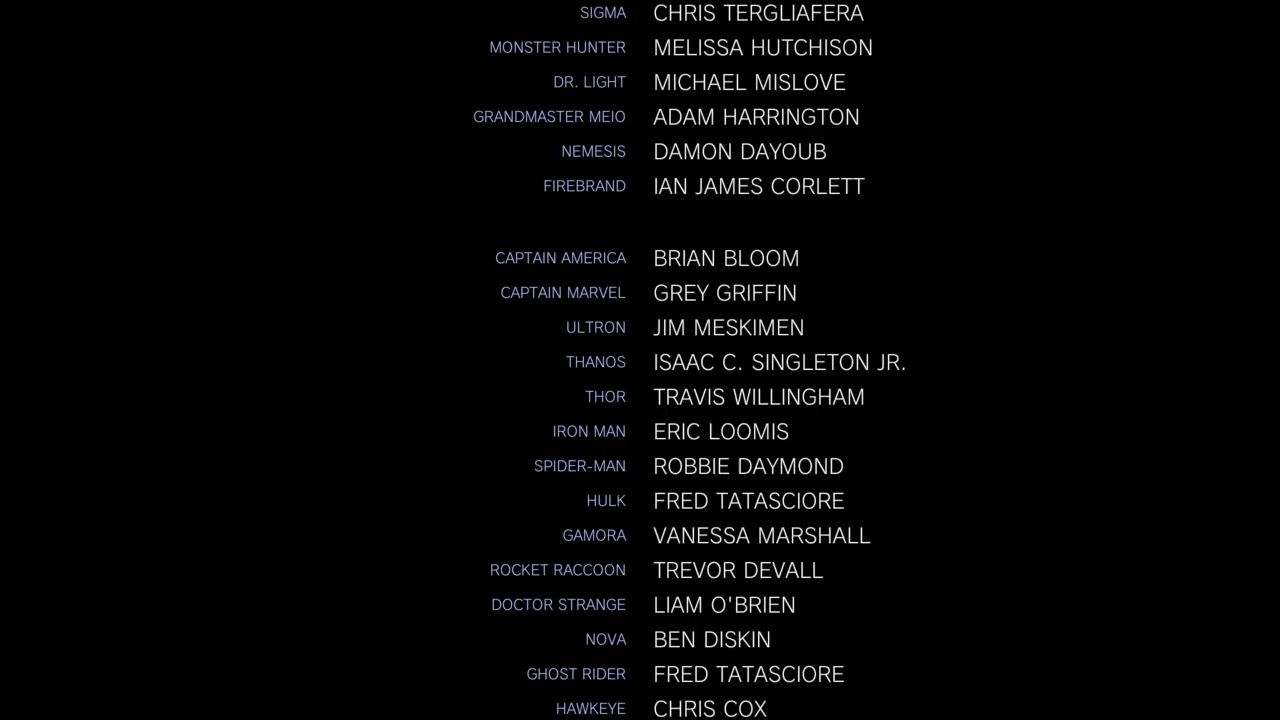 SIGMA CHRIS TERGLIAFERA
MONSTER HUNTER MELISSA HUTCHISON
DR. LIGHT MICHAEL MISLOVE
GRANDMASTER MEIO ADAM HARRINGTON
NEMESIS DAMON DAYOUB
FIREBRAND IAN JAMES CORLETT
CAPTAIN AMERICA BRIAN BLOOM
CAPTAIN MARVEL GREY GRIFFIN
ULTRON JIM MESKIMEN
THANOS ISAAC C. SINGLETON JR.
THOR TRAVIS WILLINGHAM
IRON MAN ERIC LOOMIS
SPIDER-MAN ROBBIE DAYMOND
HULK FRED TATASCIORE
GAMORA VANESSA MARSHALL
ROCKET RACCOON TREVOR DEVALL
DOCTOR STRANGE LIAM O'BRIEN
NOVA BEN DISKIN
GHOST RIDER FRED TATASCIORE
HAWKEYE CHRIS COX